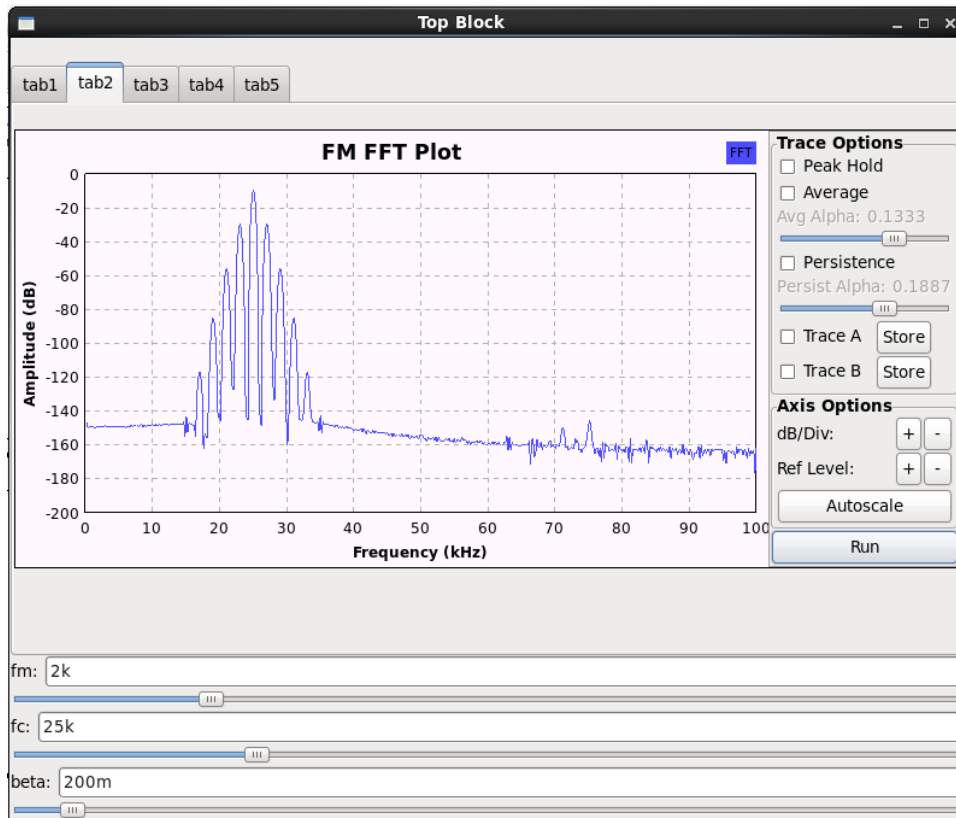 Top Block
tab1 tab2 tab3 tab4 tab5
FM FFT Plot
FFT
0
-20
-40
-60
-80
-100
-120
-140
-160
-180
-200
Amplitude (dB)
0 10 20 30 40 50 60 70 80 90 100
Frequency (kHz)
Trace Options
Peak Hold
Average
Avg Alpha: 0.1333
Persistence
Persist Alpha: 0.1887
Trace A Store
Trace B Store
Axis Options
dB/Div: + -
Ref Level: + -
Autoscale
Run
fm: 2k
fc: 25k
beta: 200m